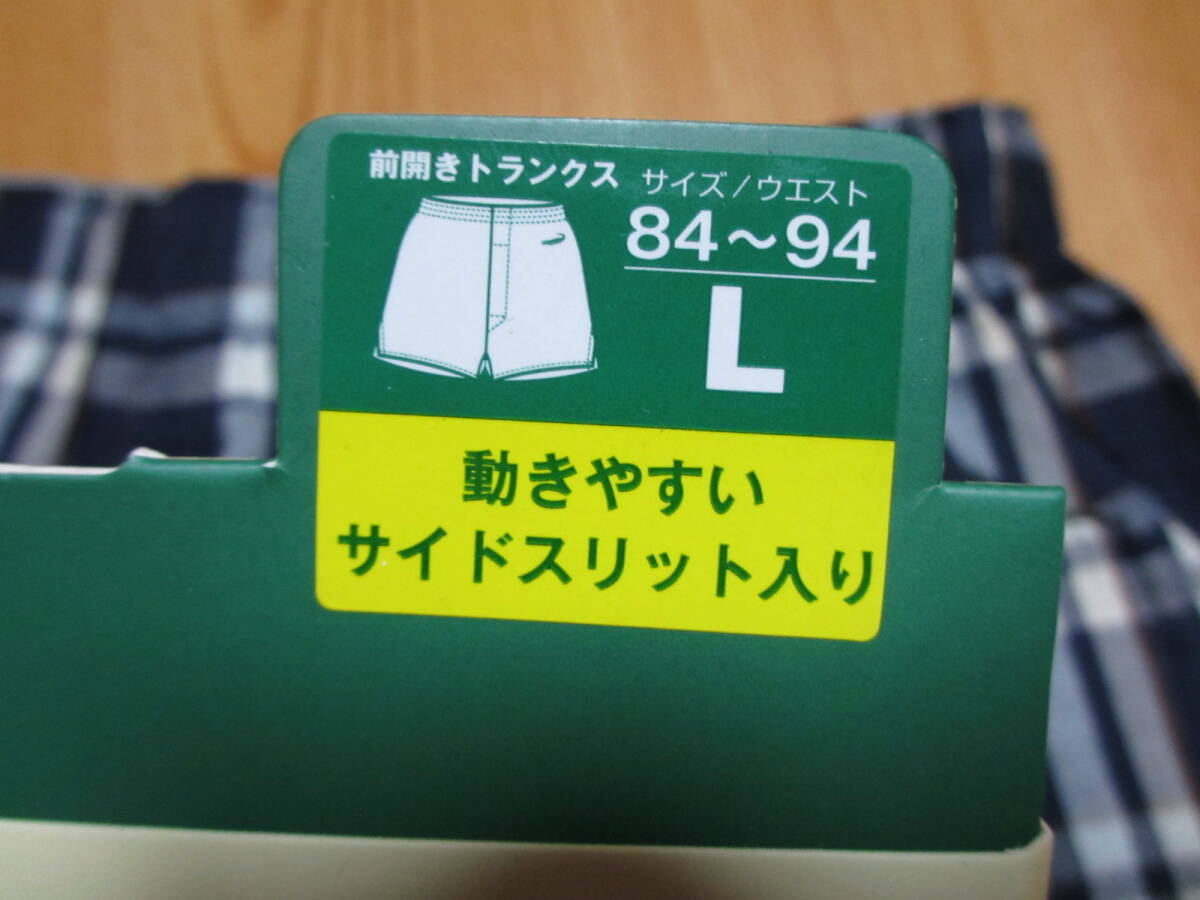 前開きトランクス
サイズ/ウエスト
84～94
L
動きやすい
サイドスリット入り